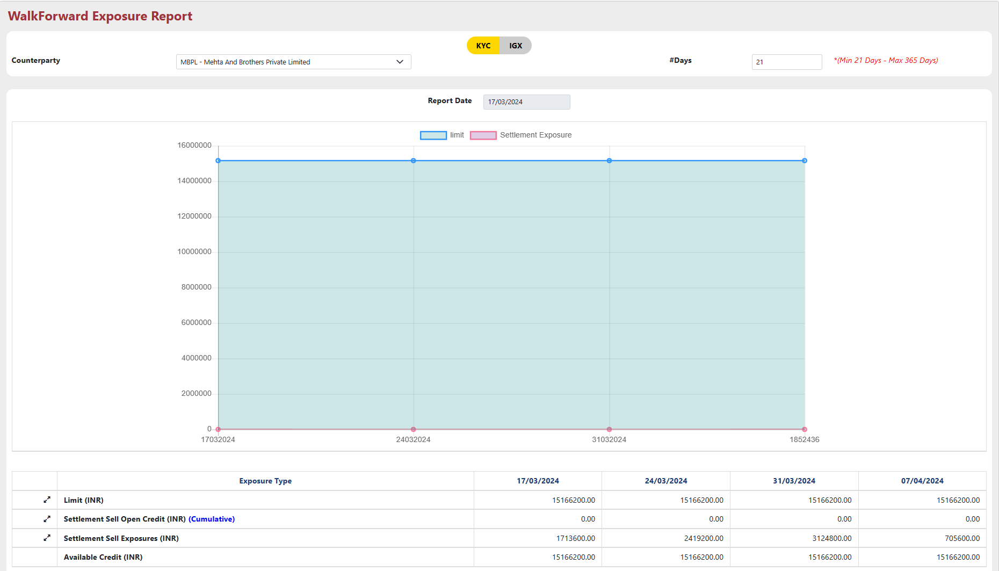 WalkForward Exposure Report
KYC IGX
Counterparty MBPL - Mehta And Brothers Private Limited #Days 21 *(Min 21 Days - Max 365 Days)
Report Date 17/03/2024
limit Settlement Exposure
16000000
14000000
12000000
10000000
8000000
6000000
4000000
2000000
0
17032024 24032024 31032024 1852436
Exposure Type 17/03/2024 24/03/2024 31/03/2024 07/04/2024
Limit (INR) 15166200.00 15166200.00 15166200.00 15166200.00
Settlement Sell Open Credit (INR) (Cumulative) 0.00 0.00 0.00 0.00
Settlement Sell Exposures (INR) 1713600.00 2419200.00 3124800.00 705600.00
Available Credit (INR) 15166200.00 15166200.00 15166200.00 15166200.00